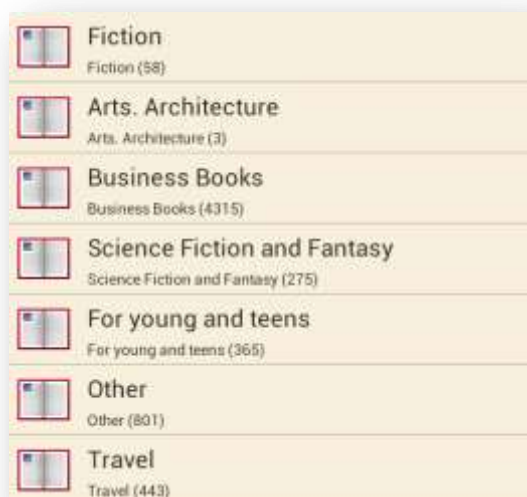 Fiction
Fiction (58)
Arts. Architecture
Arts. Architecture (3)
Business Books
Business Books (4315)
Science Fiction and Fantasy
Science Fiction and Fantasy (275)
For young and teens
For young and teens (365)
Other
Other (801)
Travel
Travel (443)